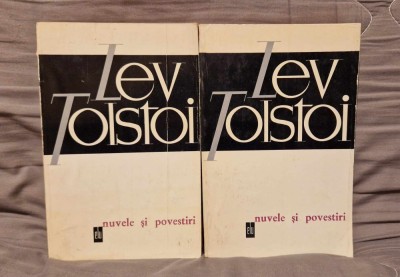 Lev
Tolstoi
nuvele și povestiri
Lev
Tolstoi
nuvele și povestiri